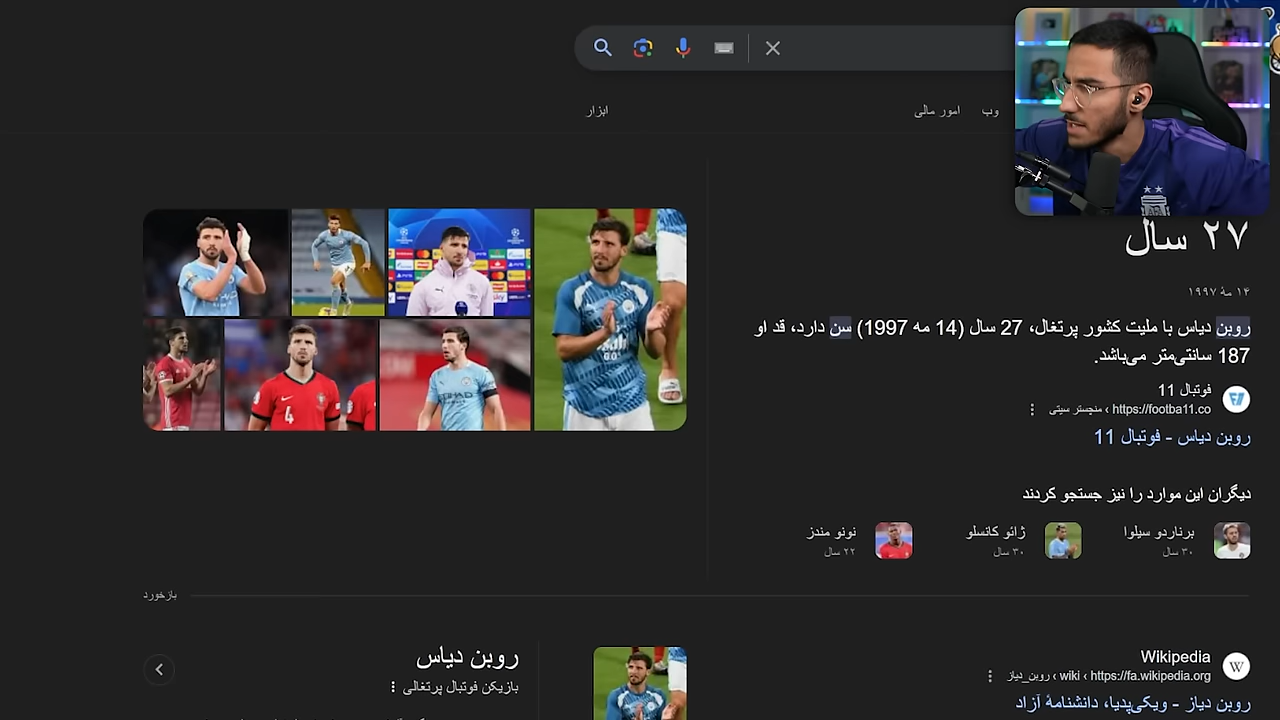 ابزار
امور مالی
وب
۲۷ سال
۱۴ مهٔ ۱۹۹۷
روبن دیاس با ملیت کشور پرتغال، 27 سال (14 مه 1997) سن دارد، قد او
187 سانتی‌متر می‌باشد.
فوتبال 11
https://footba11.co › منچستر سیتی
روبن دیاس - فوتبال 11
دیگران این موارد را نیز جستجو کردند
برناردو سیلوا
۳۰ سال
ژائو کانسلو
۳۰ سال
نونو مندز
۲۲ سال
بازخورد
Wikipedia
https://fa.wikipedia.org › wiki › روبن_دیاز
روبن دیاز - ویکی‌پدیا، دانشنامهٔ آزاد
روبن دیاس
بازیکن فوتبال پرتغالی